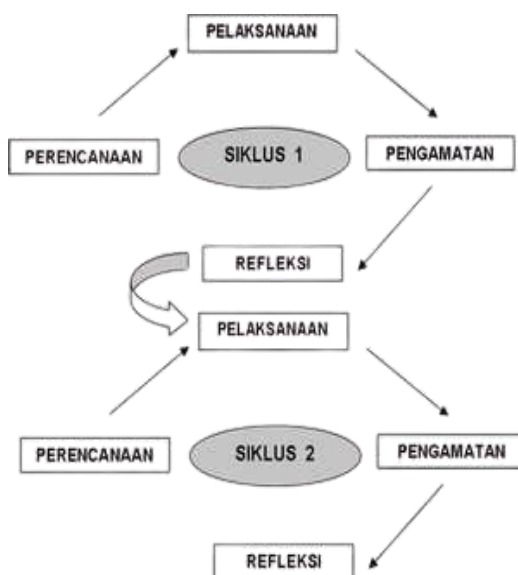 PELAKSANAAN
PERENCANAAN
SIKLUS 1
PENGAMATAN
REFLEKSI
PELAKSANAAN
PERENCANAAN
SIKLUS 2
PENGAMATAN
REFLEKSI